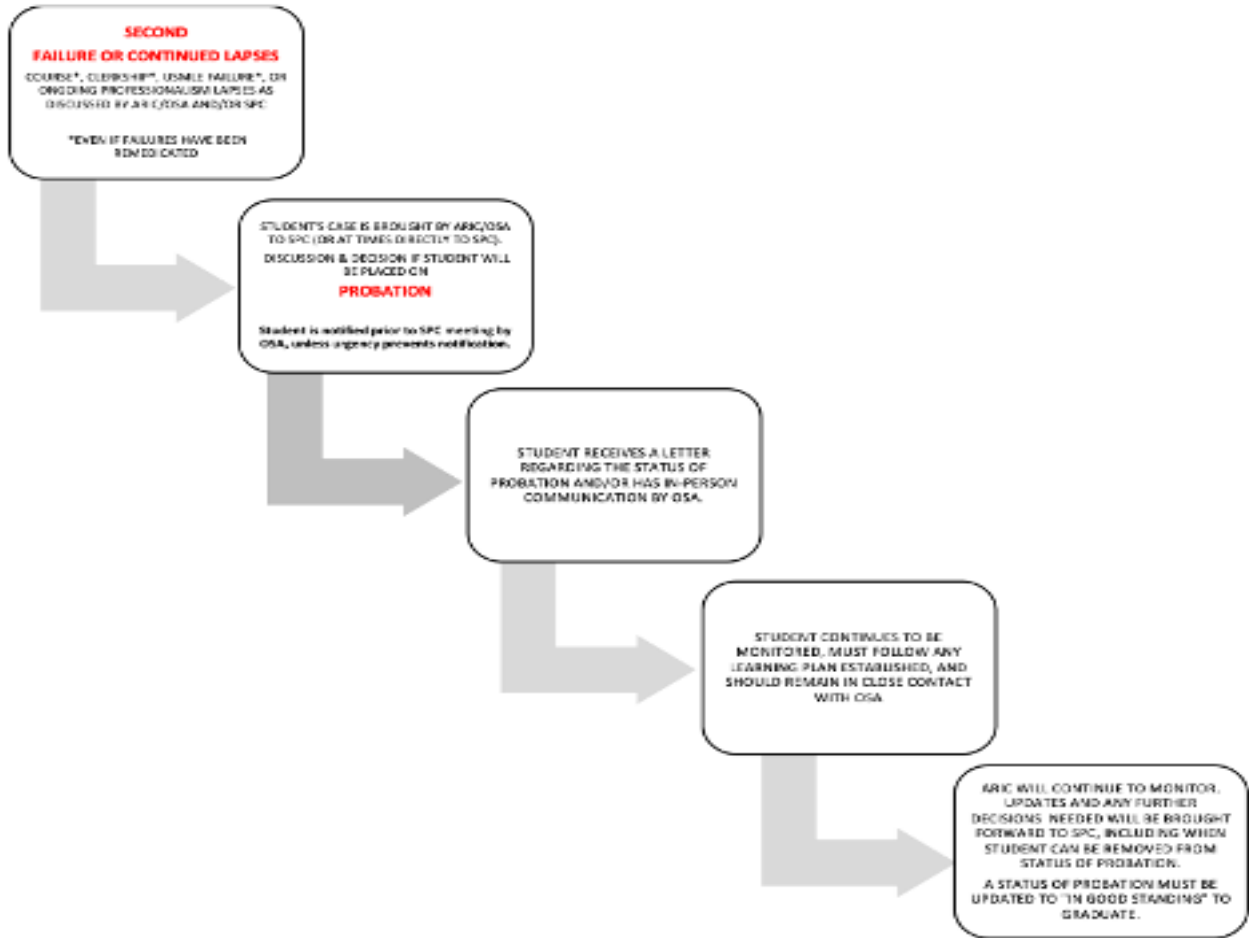 SECOND
FAILURE OR CONTINUED LAPSES
COURSE*, CLERKSHIP*, USMLE FAILURE*, OR
ONGOING PROFESSIONALISM LAPSES AS
DISCUSSED BY ARIC/OSA AND/OR SPC
*EVEN IF FAILURES HAVE BEEN
REMEDICATED
STUDENT'S CASE IS BROUGHT BY ARIC/OSA
TO SPC (OR AT TIMES DIRECTLY TO SPC).
DISCUSSION & DECISION IF STUDENT WILL
BE PLACED ON
PROBATION
Student is notified prior to SPC meeting by
OSA, unless urgency prevents notification.
STUDENT RECEIVES A LETTER
REGARDING THE STATUS OF
PROBATION AND/OR HAS IN-PERSON
COMMUNICATION BY OSA.
STUDENT CONTINUES TO BE
MONITORED, MUST FOLLOW ANY
LEARNING PLAN ESTABLISHED, AND
SHOULD REMAIN IN CLOSE CONTACT
WITH OSA
ARIC WILL CONTINUE TO MONITOR.
UPDATES AND ANY FURTHER
DECISIONS NEEDED WILL BE BROUGHT
FORWARD TO SPC, INCLUDING WHEN
STUDENT CAN BE REMOVED FROM
STATUS OF PROBATION.
A STATUS OF PROBATION MUST BE
UPDATED TO "IN GOOD STANDING" TO
GRADUATE.